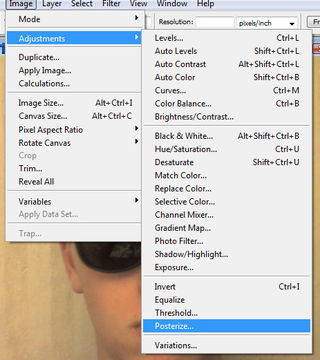 Image Layer Select Filter View Window Help
Resolution: pixels/inch
Mode
Adjustments
Duplicate...
Apply Image...
Calculations...
Image Size... Alt+Ctrl+I
Canvas Size... Alt+Ctrl+C
Pixel Aspect Ratio
Rotate Canvas
Crop
Trim...
Reveal All
Variables
Apply Data Set...
Trap...
Levels... Ctrl+L
Auto Levels Shift+Ctrl+L
Auto Contrast Alt+Shift+Ctrl+L
Auto Color Shift+Ctrl+B
Curves... Ctrl+M
Color Balance... Ctrl+B
Brightness/Contrast...
Black & White... Alt+Shift+Ctrl+B
Hue/Saturation... Ctrl+U
Desaturate Shift+Ctrl+U
Match Color...
Replace Color...
Selective Color...
Channel Mixer...
Gradient Map...
Photo Filter...
Shadow/Highlight...
Exposure...
Invert Ctrl+I
Equalize
Threshold...
Posterize...
Variations...